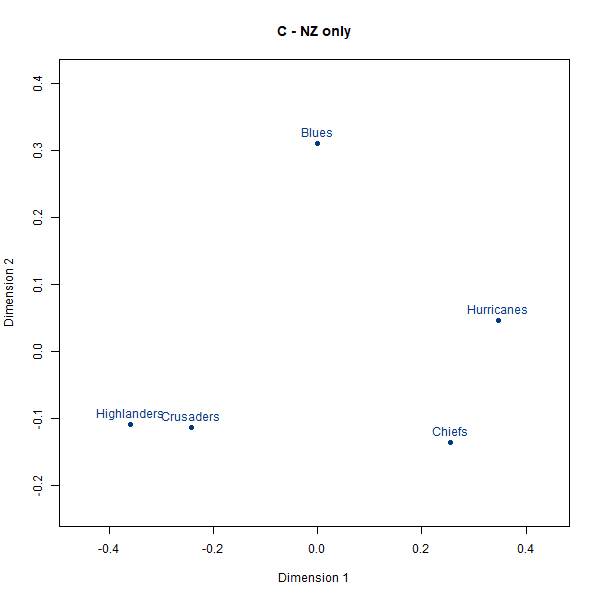 C - NZ only
0.4
Blues
0.3
0.2
Dimension 2
0.1
Hurricanes
0.0
Highlanders Crusaders
-0.1
Chiefs
-0.2
-0.4 -0.2 0.0 0.2 0.4
Dimension 1